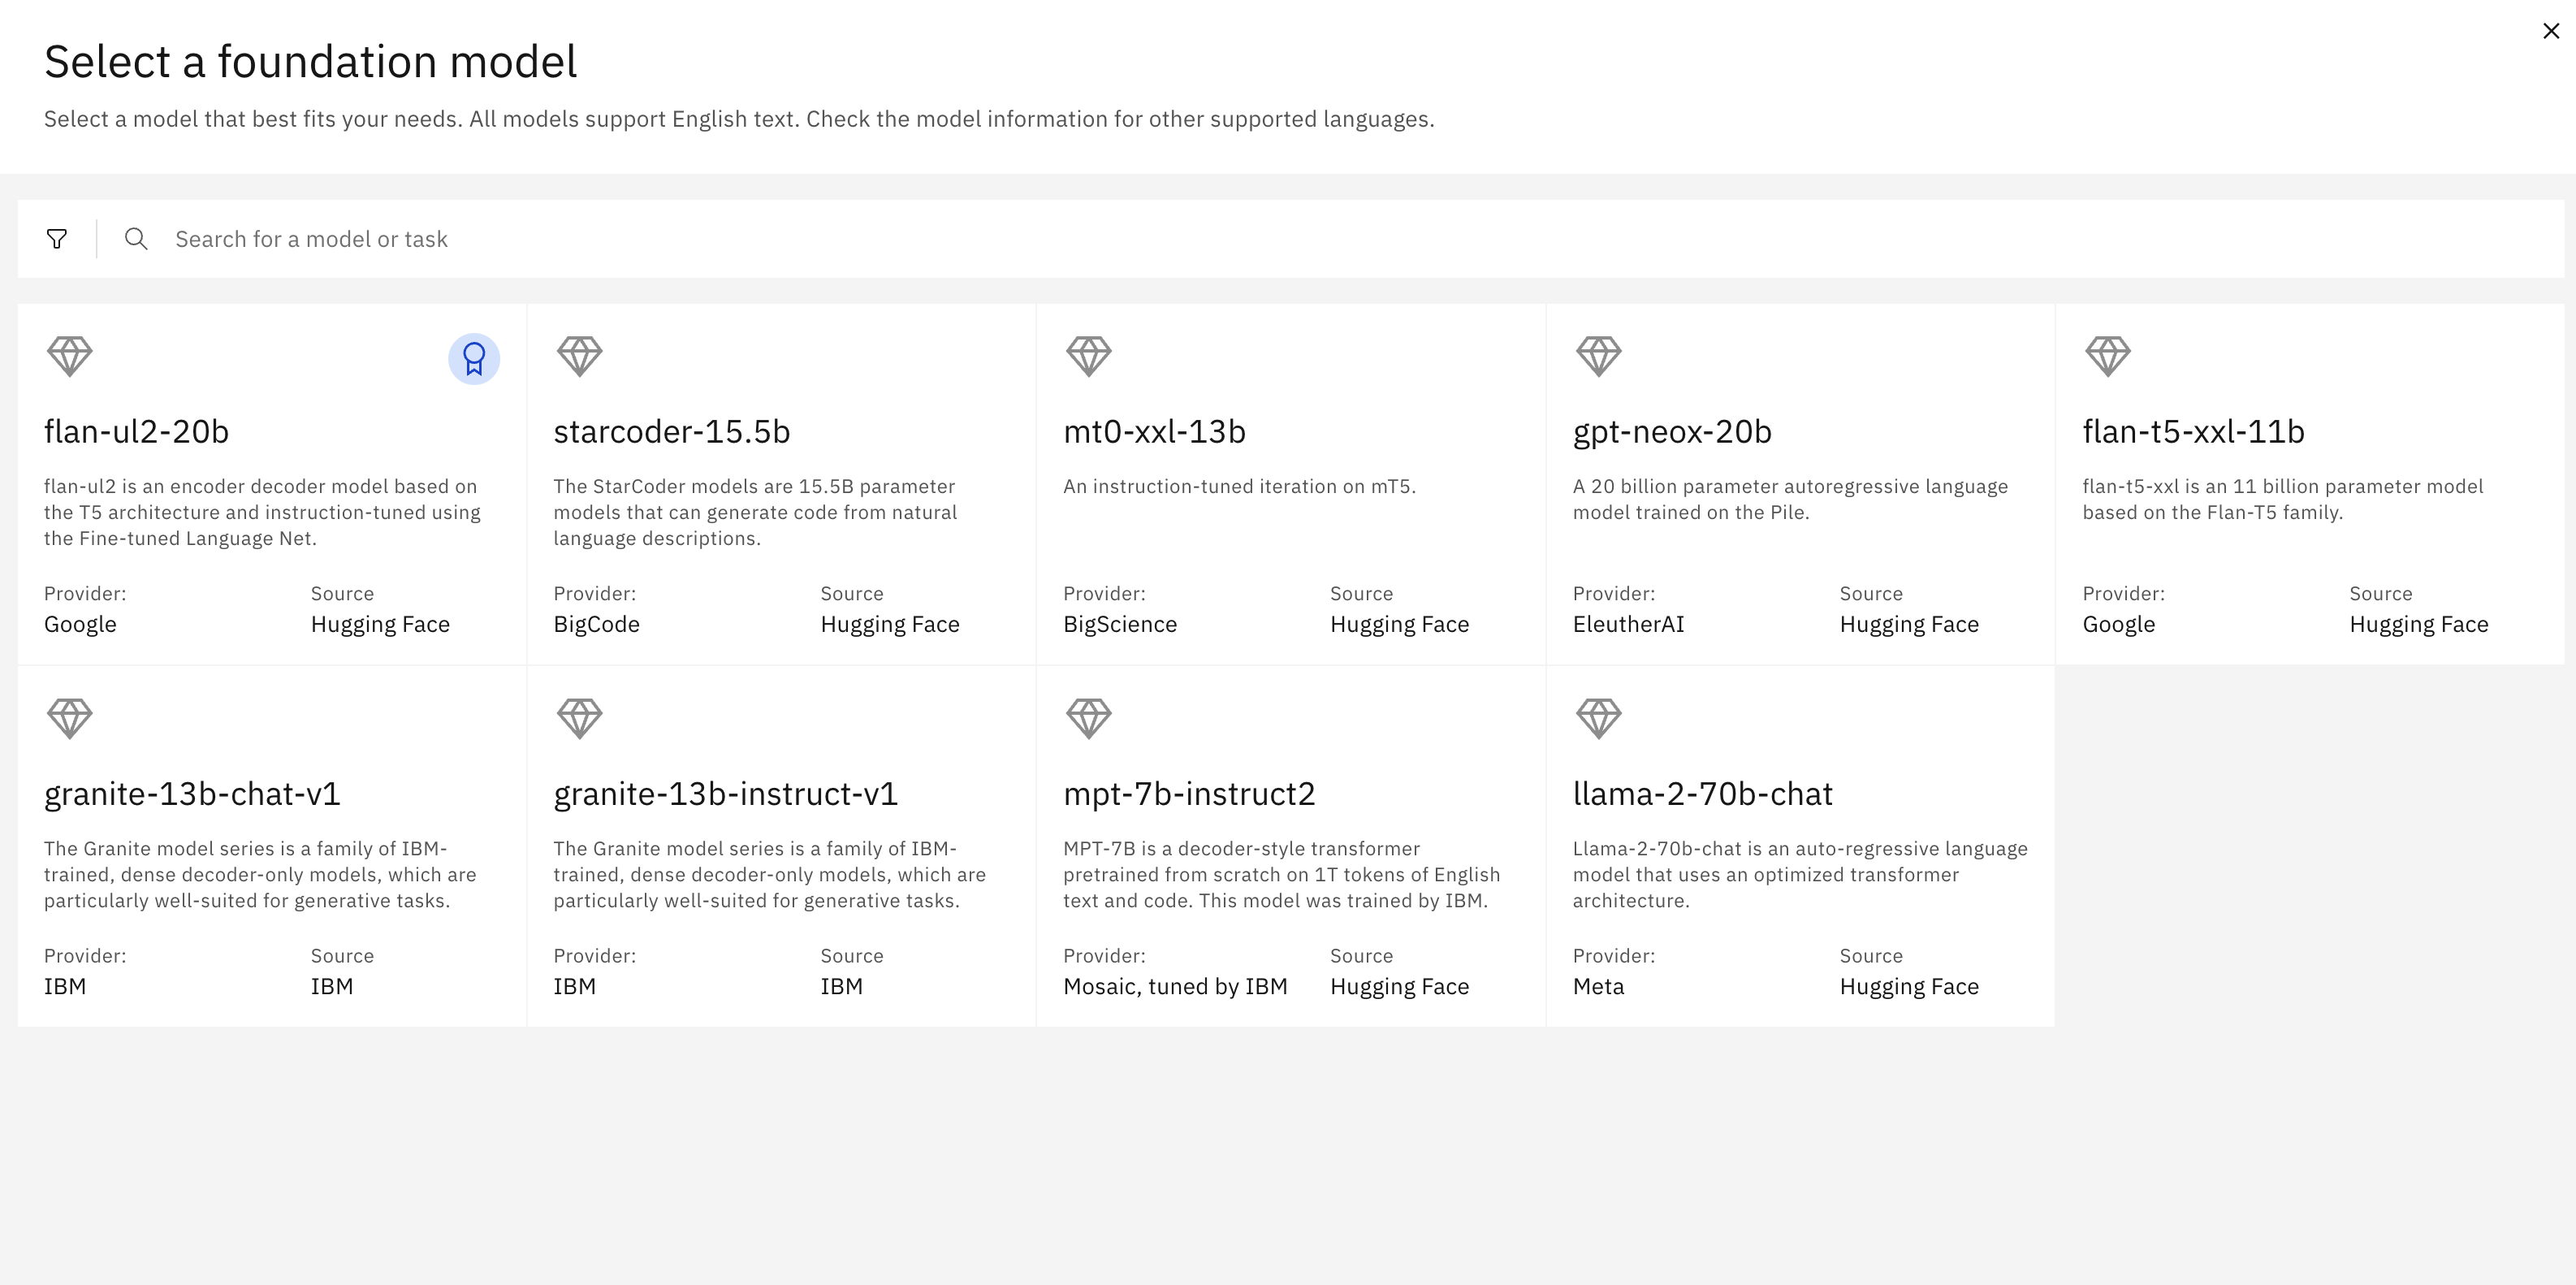 Select a foundation model
Select a model that best fits your needs. All models support English text. Check the model information for other supported languages.
Search for a model or task
flan-ul2-20b
flan-ul2 is an encoder decoder model based on
the T5 architecture and instruction-tuned using
the Fine-tuned Language Net.
Provider:
Source
Google
Hugging Face
starcoder-15.5b
The StarCoder models are 15.5B parameter
models that can generate code from natural
language descriptions.
Provider:
Source
BigCode
Hugging Face
mt0-xxl-13b
An instruction-tuned iteration on mT5.
Provider:
Source
BigScience
Hugging Face
gpt-neox-20b
A 20 billion parameter autoregressive language
model trained on the Pile.
Provider:
Source
EleutherAI
Hugging Face
flan-t5-xxl-11b
flan-t5-xxl is an 11 billion parameter model
based on the Flan-T5 family.
Provider:
Source
Google
Hugging Face
granite-13b-chat-v1
The Granite model series is a family of IBM-
trained, dense decoder-only models, which are
particularly well-suited for generative tasks.
Provider:
Source
IBM
IBM
granite-13b-instruct-v1
The Granite model series is a family of IBM-
trained, dense decoder-only models, which are
particularly well-suited for generative tasks.
Provider:
Source
IBM
IBM
mpt-7b-instruct2
MPT-7B is a decoder-style transformer
pretrained from scratch on 1T tokens of English
text and code. This model was trained by IBM.
Provider:
Source
Mosaic, tuned by IBM
Hugging Face
llama-2-70b-chat
Llama-2-70b-chat is an auto-regressive language
model that uses an optimized transformer
architecture.
Provider:
Source
Meta
Hugging Face